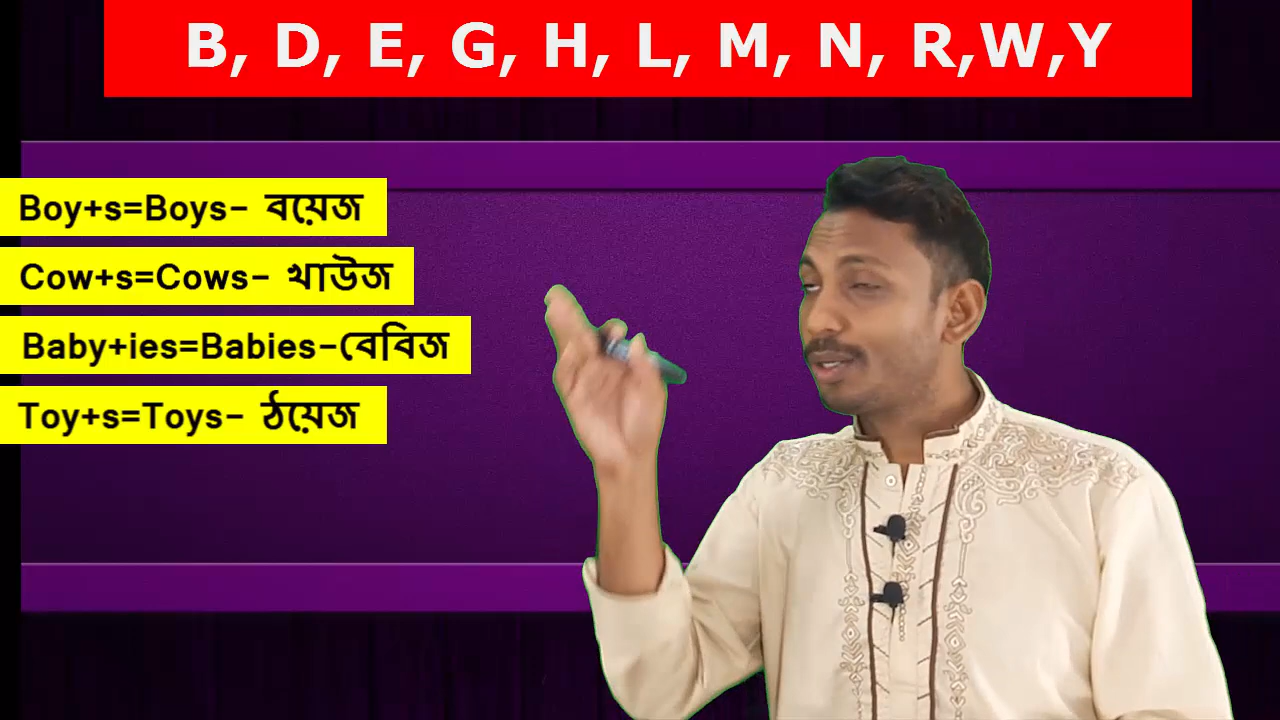 B, D, E, G, H, L, M, N, R,W,Y
Boy+s=Boys- বয়েজ
Cow+s=Cows- খাউজ
Baby+ies=Babies-বেবিজ
Toy+s=Toys- ঠয়েজ